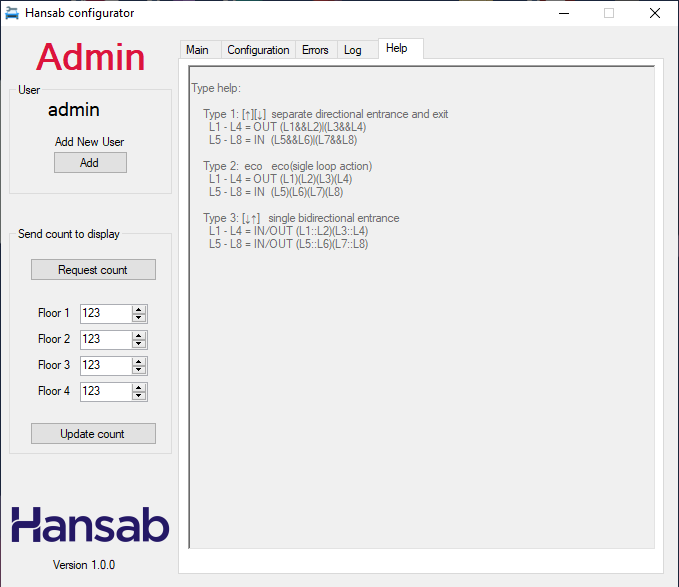 Hansab configurator
Admin
User
admin
Add New User
Add
Send count to display
Request count
Floor 1 123
Floor 2 123
Floor 3 123
Floor 4 123
Update count
Hansab
Version 1.0.0
Main Configuration Errors Log Help
Type help:
Type 1: [↑][↓] separate directional entrance and exit
L1 - L4 = OUT (L1&&L2)|(L3&&L4)
L5 - L8 = IN (L5&&L6)|(L7&&L8)
Type 2: eco eco(sigle loop action)
L1 - L4 = OUT (L1)(L2)(L3)(L4)
L5 - L8 = IN (L5)(L6)(L7)(L8)
Type 3: [↓↑] single bidirectional entrance
L1 - L4 = IN/OUT (L1::L2)(L3::L4)
L5 - L8 = IN/OUT (L5::L6)(L7::L8)